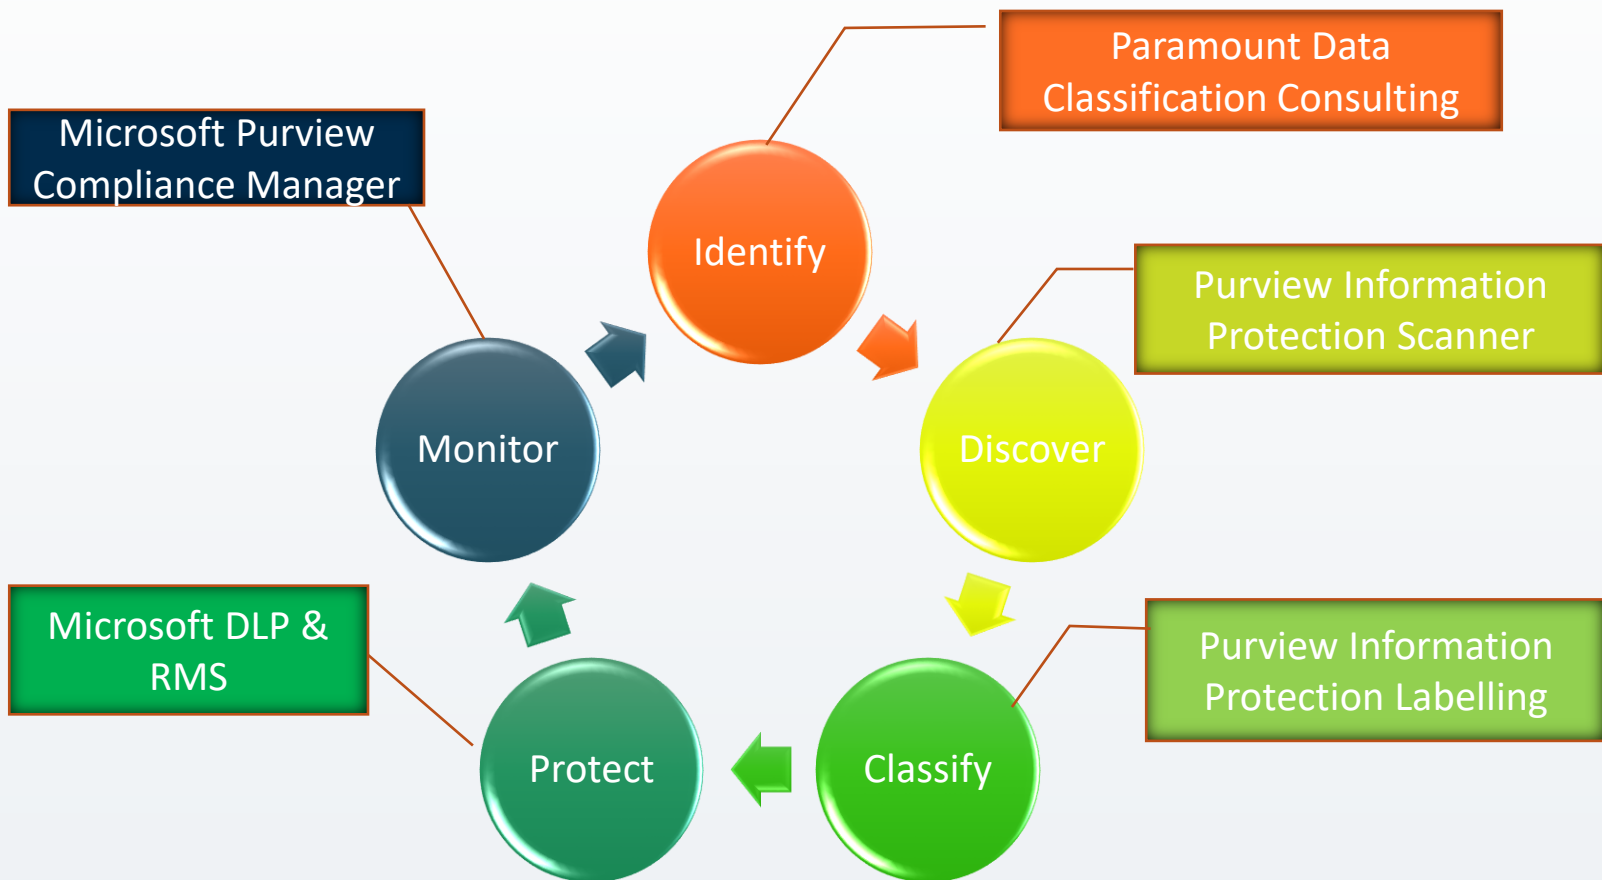 Paramount Data
Classification Consulting
Microsoft Purview
Compliance Manager
Identify
Purview Information
Protection Scanner
Monitor
Discover
Microsoft DLP &
RMS
Purview Information
Protection Labelling
Protect
Classify